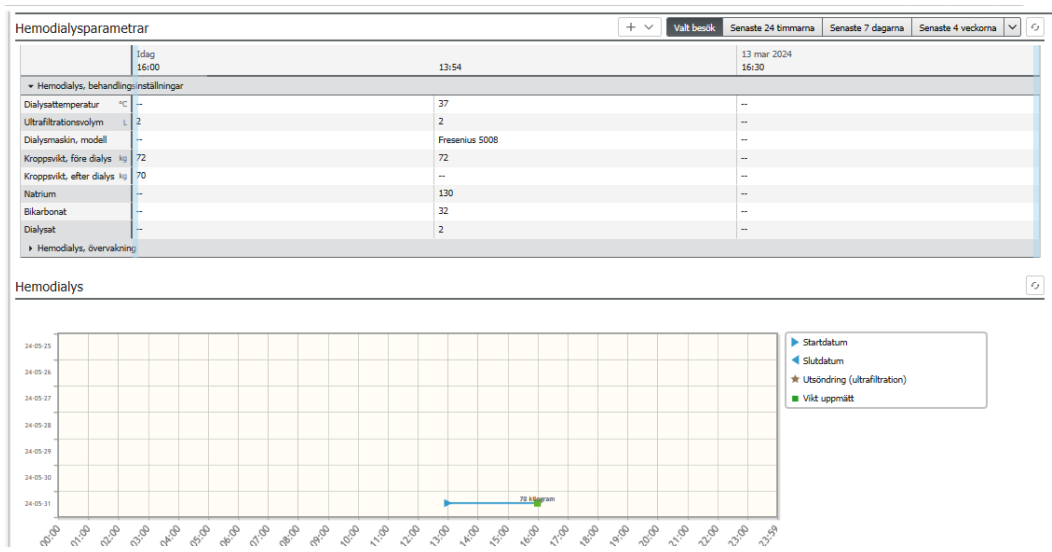 Hemodialysparametrar
Valt besök Senaste 24 timmarna Senaste 7 dagarna Senaste 4 veckorna
Idag 13 mar 2024
16:00 13:54 16:30
Hemodialys, behandlingsinställningar
Dialysattemperatur °C -- 37 --
Ultrafiltrationsvolym L 2 2 --
Dialysmaskin, modell -- Fresenius 5008 --
Kroppsvikt, före dialys kg 72 72 --
Kroppsvikt, efter dialys kg 70 -- --
Natrium -- 130 --
Bikarbonat -- 32 --
Dialysat -- 2 --
Hemodialys, övervakning
Hemodialys
Startdatum
Slutdatum
Utsöndring (ultrafiltration)
Vikt uppmätt
24-05-25
24-05-26
24-05-27
24-05-28
24-05-29
24-05-30
24-05-31
70 kilogram
00:00 01:00 02:00 03:00 04:00 05:00 06:00 07:00 08:00 09:00 10:00 11:00 12:00 13:00 14:00 15:00 16:00 17:00 18:00 19:00 20:00 21:00 22:00 23:00 23:59